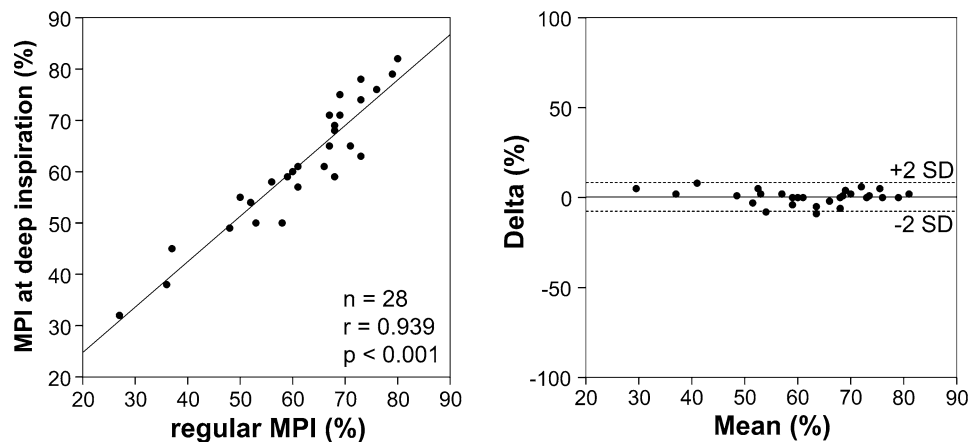 90
80
70
60
50
40
30
20
MPI at deep inspiration (%)
n = 28
r = 0.939
p < 0.001
20 30 40 50 60 70 80 90
regular MPI (%)
100
50
0
-50
-100
Delta (%)
+2 SD
-2 SD
20 30 40 50 60 70 80 90
Mean (%)